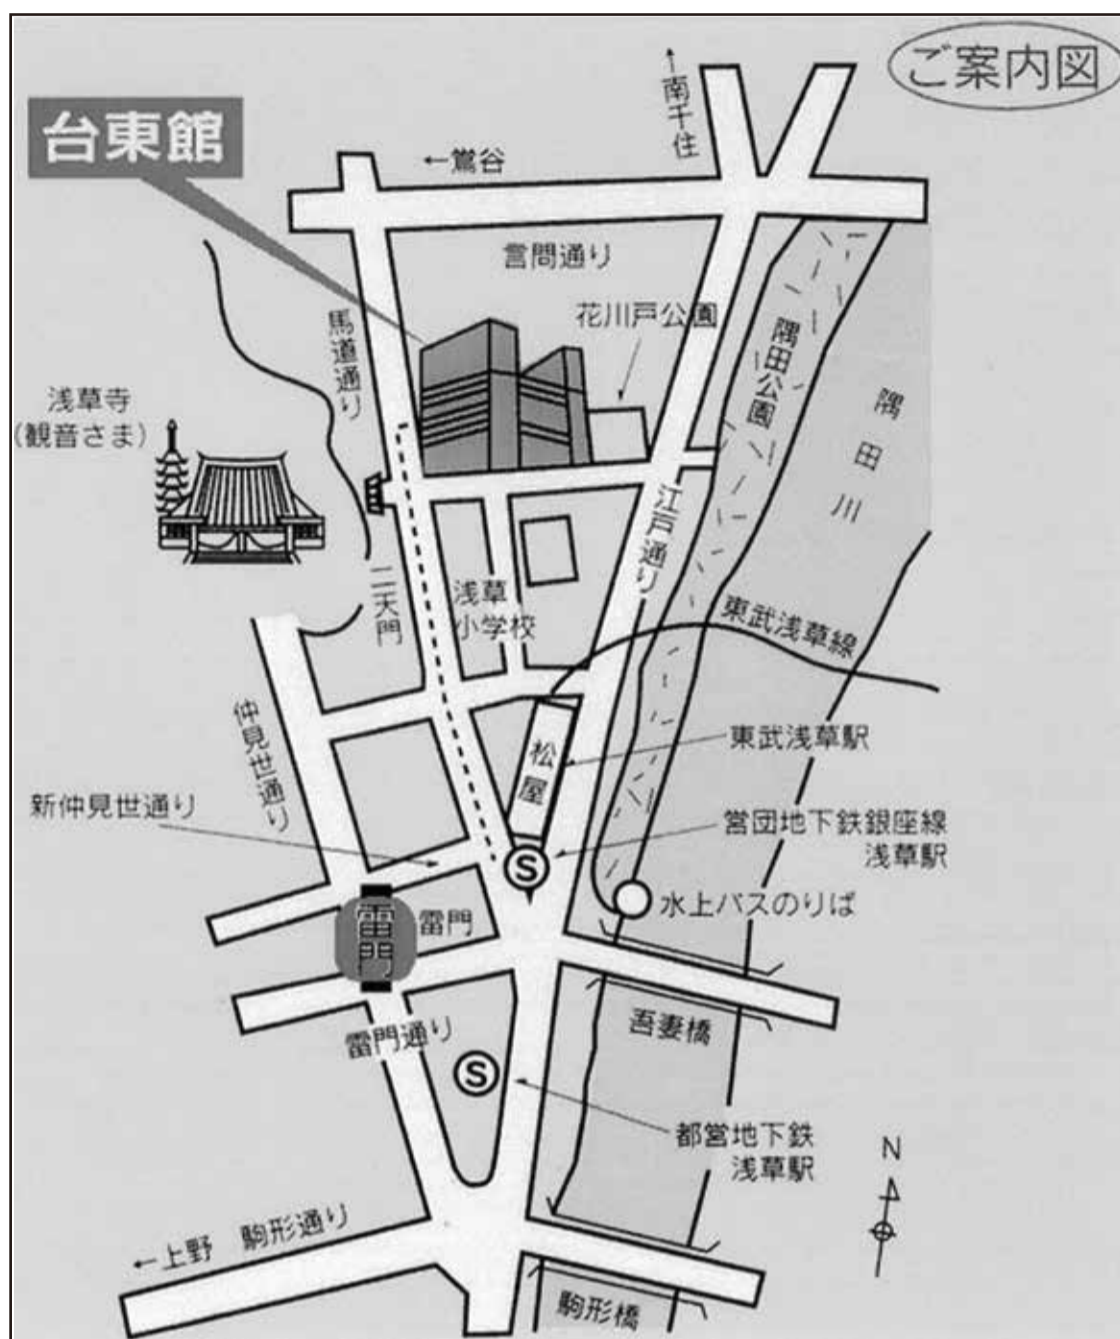 ご案内図
←南千住
台東館
←鶯谷
言問通り
花川戸公園
馬道通り
隅田公園
隅田川
浅草寺
(観音さま)
江戸通り
二天門
浅草
小学校
東武浅草線
仲見世通り
松屋
東武浅草駅
新仲見世通り
営団地下鉄銀座線
浅草駅
S
水上バスのりば
雷門
雷門
雷門通り
吾妻橋
S
都営地下鉄
浅草駅
N
←上野 駒形通り
駒形橋